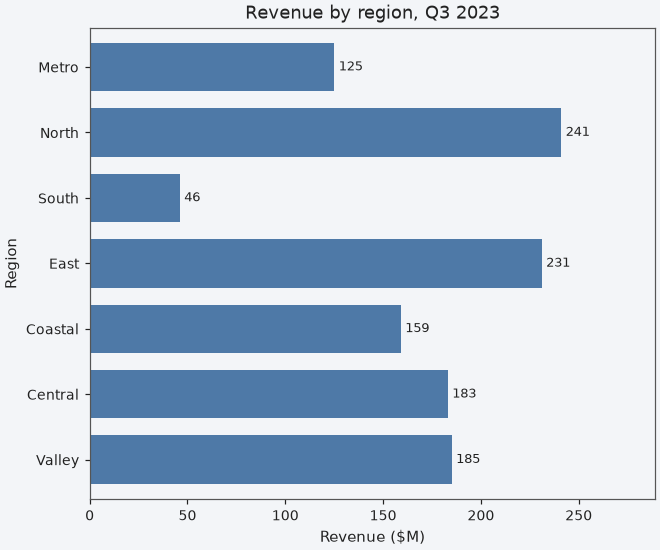 Revenue by region, Q3 2023
Region
Metro 125
North 241
South 46
East 231
Coastal 159
Central 183
Valley 185
0 50 100 150 200 250
Revenue ($M)